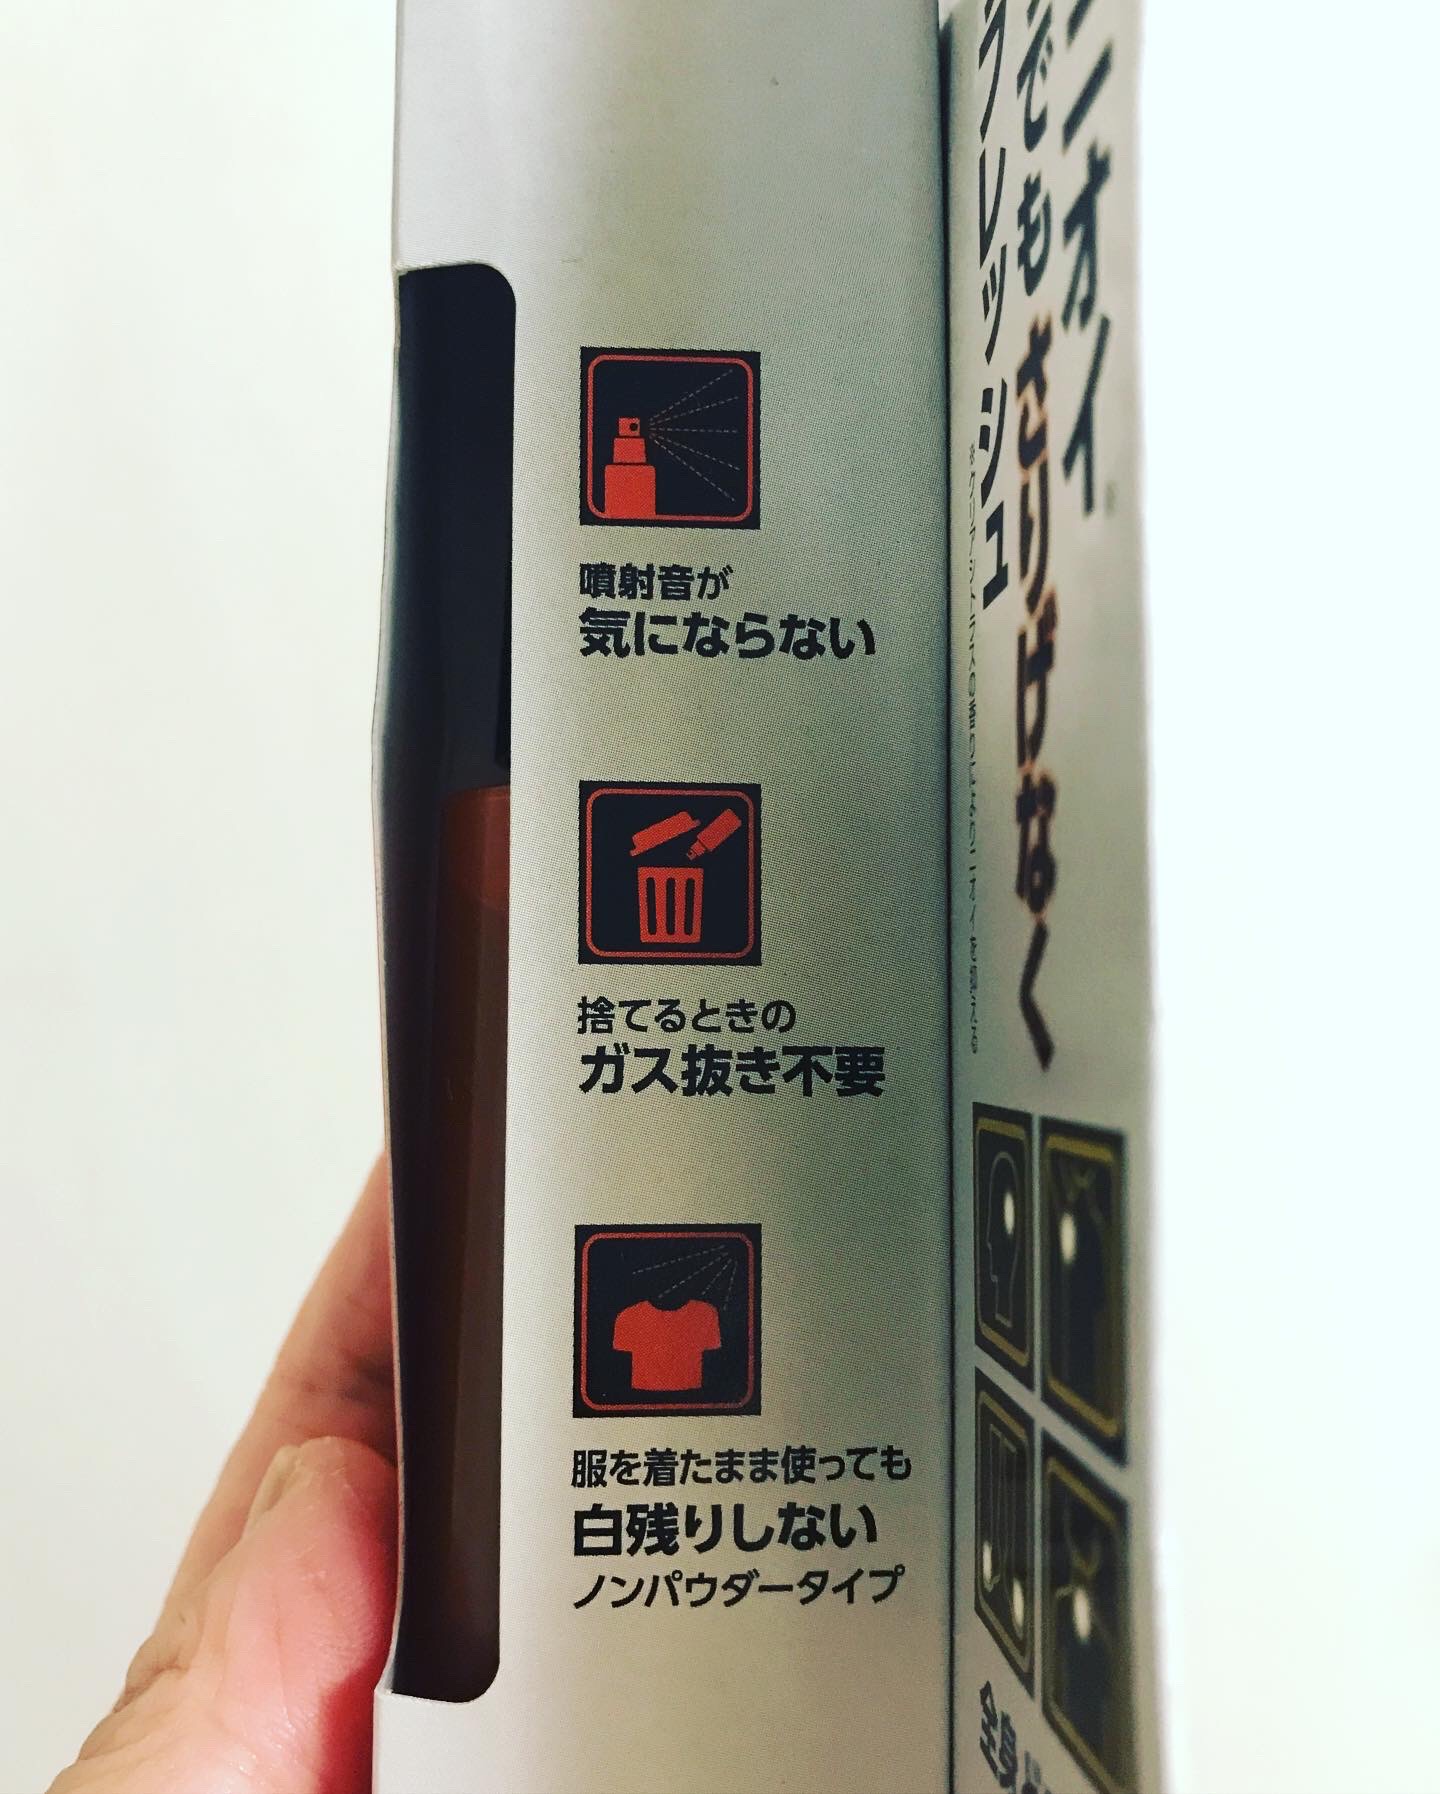 噴射音が
気にならない
捨てるときの
ガス抜き不要
服を着たまま使っても
白残りしない
ノンパウダータイプ
ニオイ
でもさりげなく
フレッシュ
全身